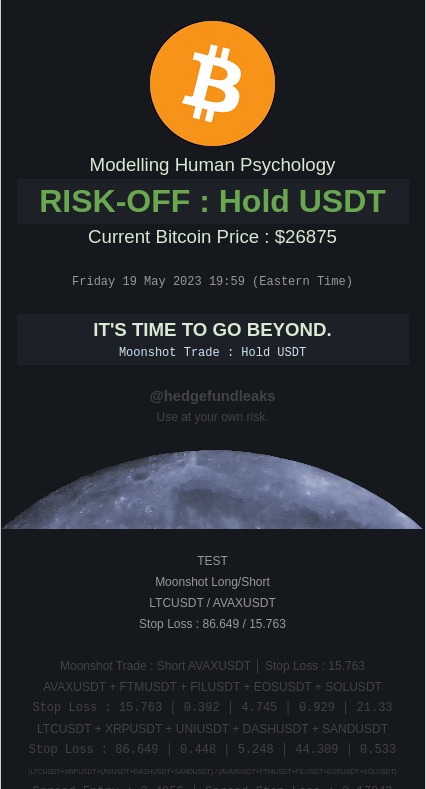 Modelling Human Psychology
RISK-OFF : Hold USDT
Current Bitcoin Price : $26875
Friday 19 May 2023 19:59 (Eastern Time)
IT'S TIME TO GO BEYOND.
Moonshot Trade : Hold USDT
@hedgefundleaks
Use at your own risk.
TEST
Moonshot Long/Short
LTCUSDT / AVAXUSDT
Stop Loss : 86.649 / 15.763
Moonshot Trade : Short AVAXUSDT | Stop Loss : 15.763
AVAXUSDT + FTMUSDT + FILUSDT + EOSUSDT + SOLUSDT
Stop Loss : 15.763 | 0.392 | 4.745 | 0.929 | 21.33
LTCUSDT + XRPUSDT + UNIUSDT + DASHUSDT + SANDUSDT
Stop Loss : 86.649 | 0.448 | 5.248 | 44.309 | 0.533
(LTCUSDT+XRPUSDT+UNIUSDT+DASHUSDT+SANDUSDT) / (AVAXUSDT+FTMUSDT+FILUSDT+EOSUSDT+SOLUSDT)